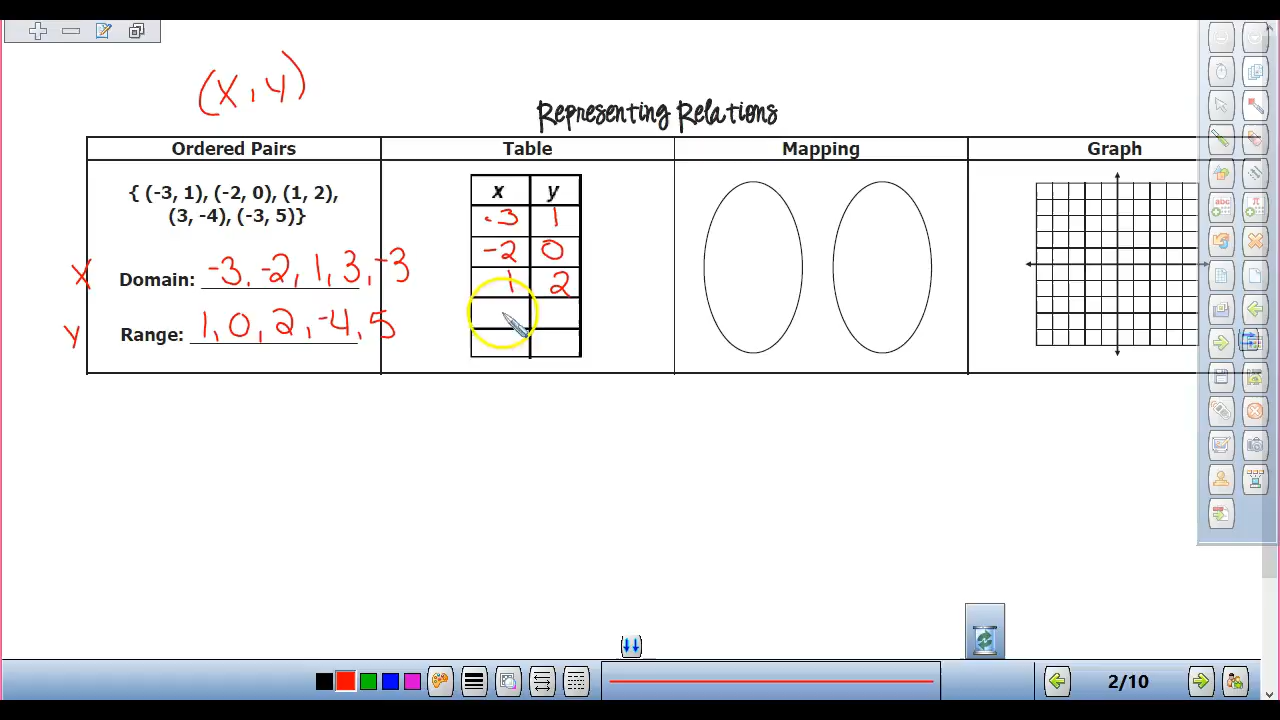 (x, y)
Representing Relations
Ordered Pairs
{ (-3, 1), (-2, 0), (1, 2),
(3, -4), (-3, 5)}
x Domain: -3, -2, 1, 3, -3
y Range: 1, 0, 2, -4, 5
Table
x y
-3 1
-2 0
1 2
Mapping
Graph
abc
π
2/10